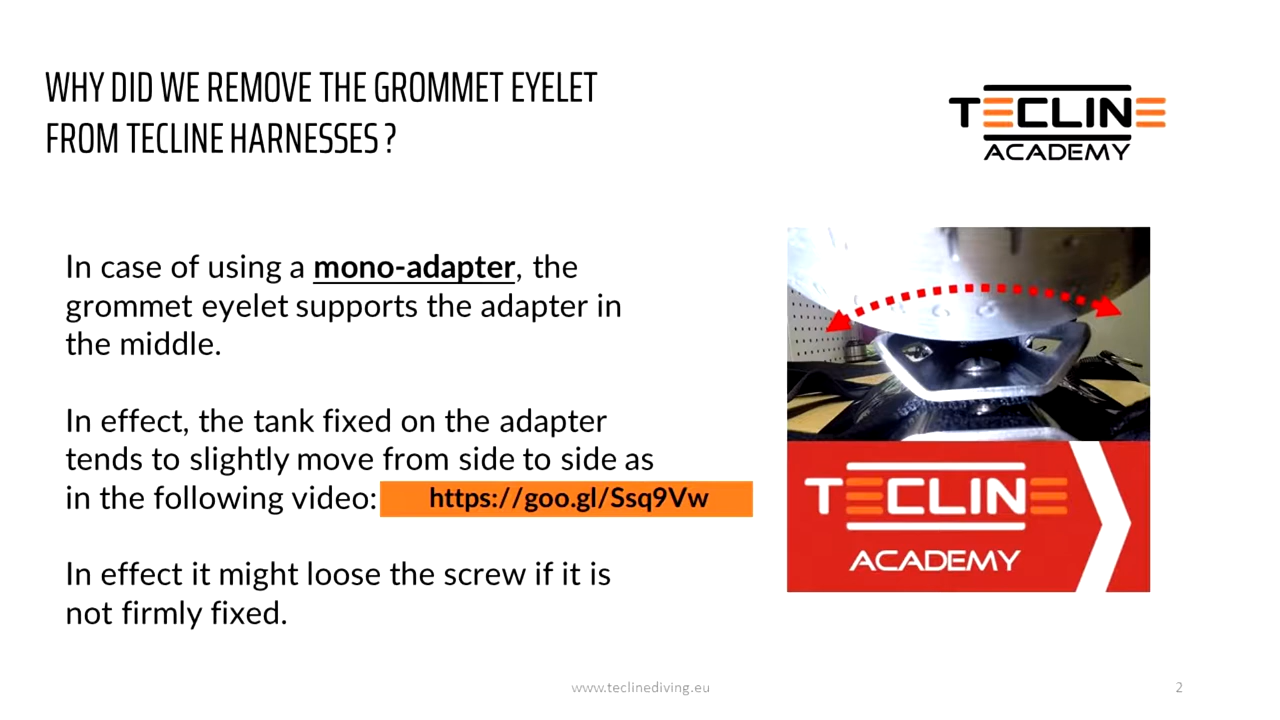 WHY DID WE REMOVE THE GROMMET EYELET
FROM TECLINE HARNESSES ?
TECLINE
ACADEMY
In case of using a mono-adapter, the
grommet eyelet supports the adapter in
the middle.
In effect, the tank fixed on the adapter
tends to slightly move from side to side as
in the following video: https://goo.gl/Ssq9Vw
In effect it might loose the screw if it is
not firmly fixed.
TECLINE
ACADEMY
www.teclinediving.eu
2